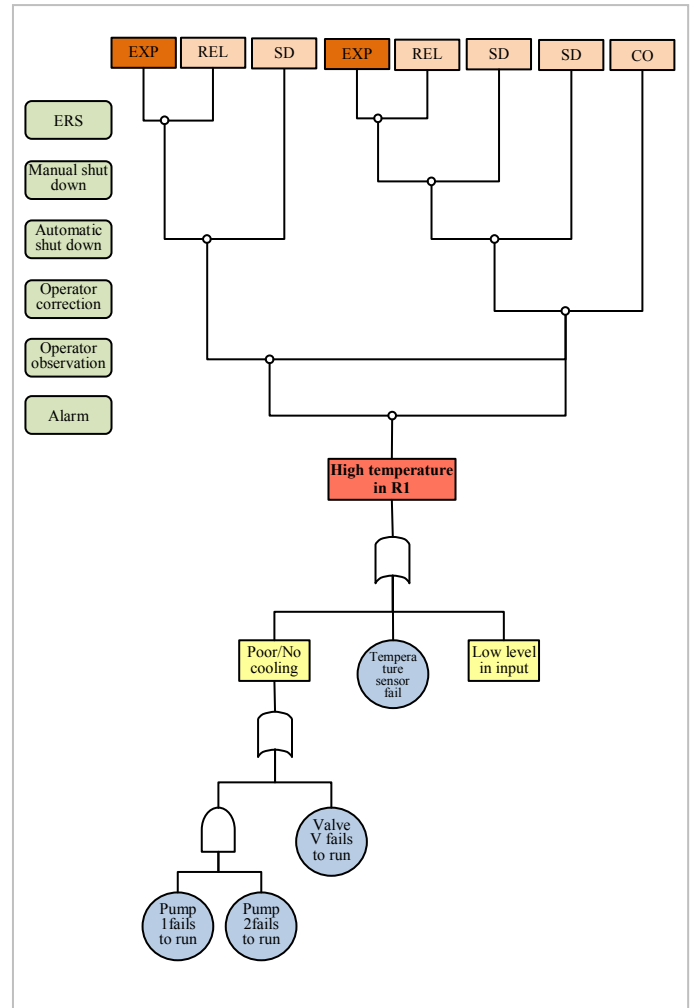 EXP
REL
SD
EXP
REL
SD
SD
CO
ERS
Manual shut
down
Automatic
shut down
Operator
correction
Operator
observation
Alarm
High temperature
in R1
Poor/No
cooling
Tempera
ture
sensor
fail
Low level
in input
Valve
V fails
to run
Pump
1fails
to run
Pump
2fails
to run